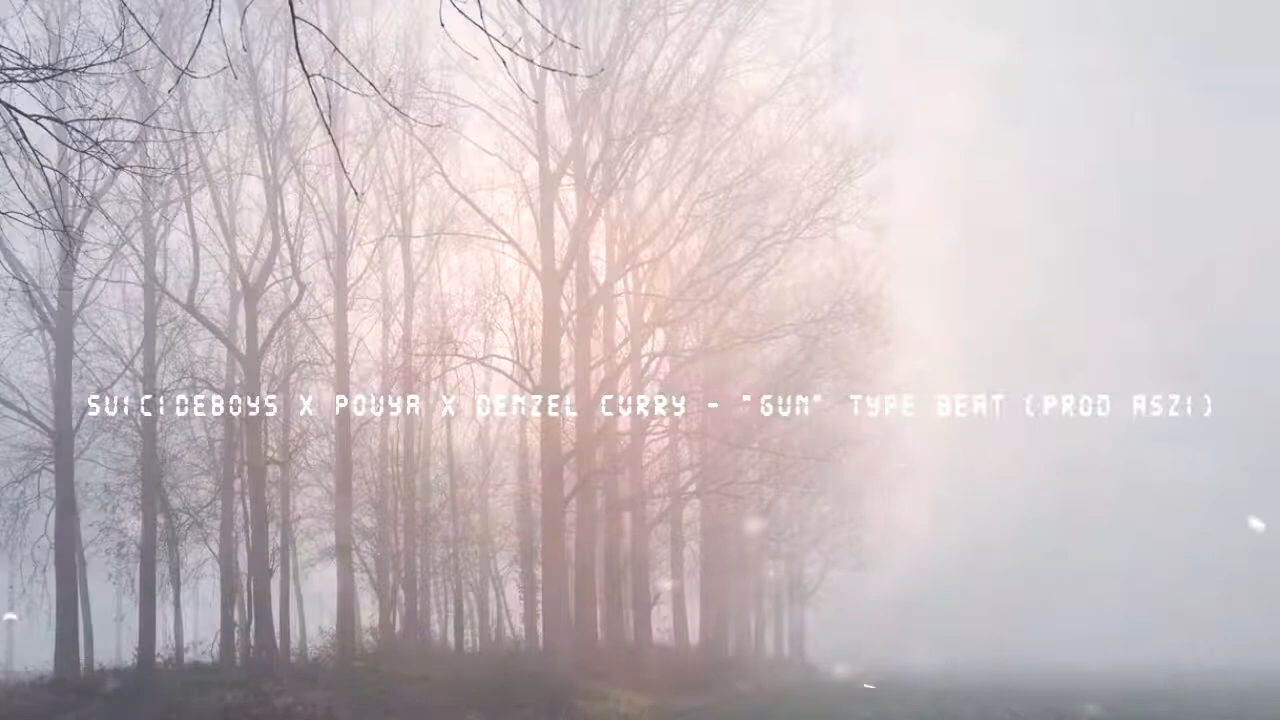 SUICIDEBOYS X POUYA X DENZEL CURRY - "GUN" TYPE BEAT (PROD ASZI)